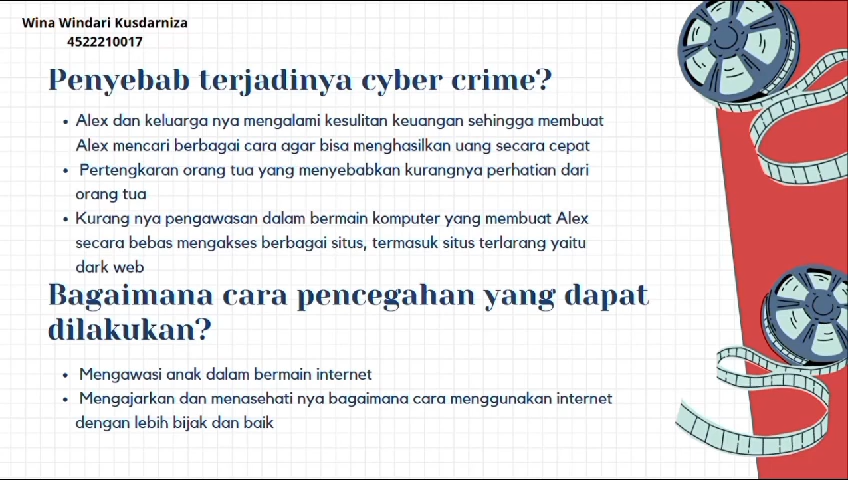 Wina Windari Kusdarniza
4522210017
Penyebab terjadinya cyber crime?
• Alex dan keluarga nya mengalami kesulitan keuangan sehingga membuat
Alex mencari berbagai cara agar bisa menghasilkan uang secara cepat
• Pertengkaran orang tua yang menyebabkan kurangnya perhatian dari
orang tua
• Kurang nya pengawasan dalam bermain komputer yang membuat Alex
secara bebas mengakses berbagai situs, termasuk situs terlarang yaitu
dark web
Bagaimana cara pencegahan yang dapat
dilakukan?
• Mengawasi anak dalam bermain internet
• Mengajarkan dan menasehati nya bagaimana cara menggunakan internet
dengan lebih bijak dan baik